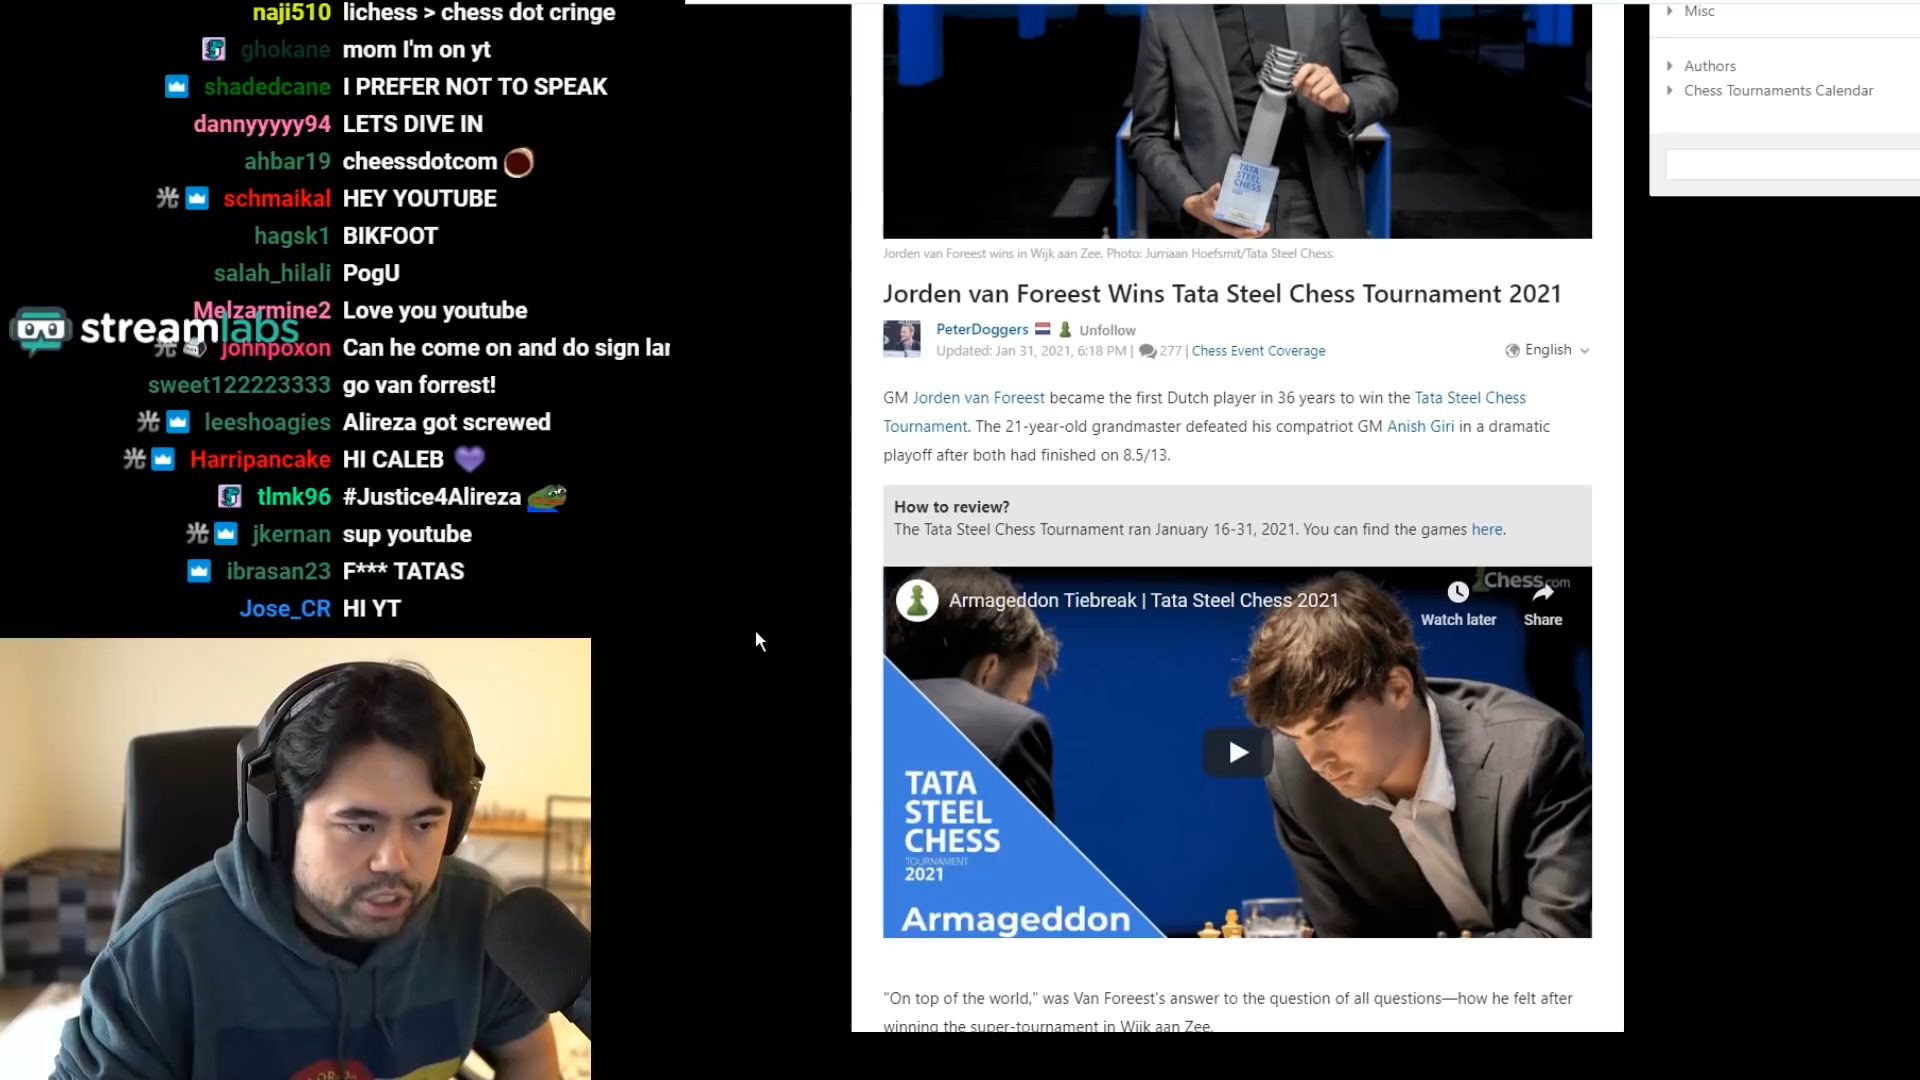 naji510 lichess > chess dot cringe
ghokane mom I'm on yt
shadedcane I PREFER NOT TO SPEAK
dannyyyyy94 LETS DIVE IN
ahbar19 cheessdotcom
光 schmaikal HEY YOUTUBE
hagsk1 BIKFOOT
salah_hilali PogU
Melzarmine2 Love you youtube
streamlabs
光 johnpoxon Can he come on and do sign lar
sweet122223333 go van forrest!
光 leeshoagies Alireza got screwed
光 Harripancake HI CALEB
tlmk96 #Justice4Alireza
光 jkernan sup youtube
ibrasan23 F*** TATAS
Jose_CR HI YT
TATA
STEEL
CHESS
Jorden van Foreest wins in Wijk aan Zee. Photo: Jurriaan Hoefsmit/Tata Steel Chess.
Jorden van Foreest Wins Tata Steel Chess Tournament 2021
PeterDoggers Unfollow
Updated: Jan 31, 2021, 6:18 PM | 277 | Chess Event Coverage
English
GM Jorden van Foreest became the first Dutch player in 36 years to win the Tata Steel Chess
Tournament. The 21-year-old grandmaster defeated his compatriot GM Anish Giri in a dramatic
playoff after both had finished on 8.5/13.
How to review?
The Tata Steel Chess Tournament ran January 16-31, 2021. You can find the games here.
Chess.com
Armageddon Tiebreak | Tata Steel Chess 2021
Watch later
Share
TATA
STEEL
CHESS
TOURNAMENT
2021
Armageddon
"On top of the world," was Van Foreest's answer to the question of all questions—how he felt after
winning the super-tournament in Wijk aan Zee.
Misc
Authors
Chess Tournaments Calendar